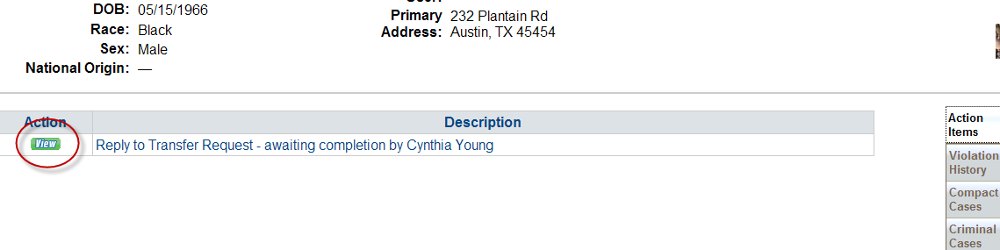 DOB: 05/15/1966
Race: Black
Sex: Male
National Origin: —
Primary Address: 232 Plantain Rd
Austin, TX 45454
Action Description
View Reply to Transfer Request - awaiting completion by Cynthia Young
Action
Items
Violation
History
Compact
Cases
Criminal
Cases